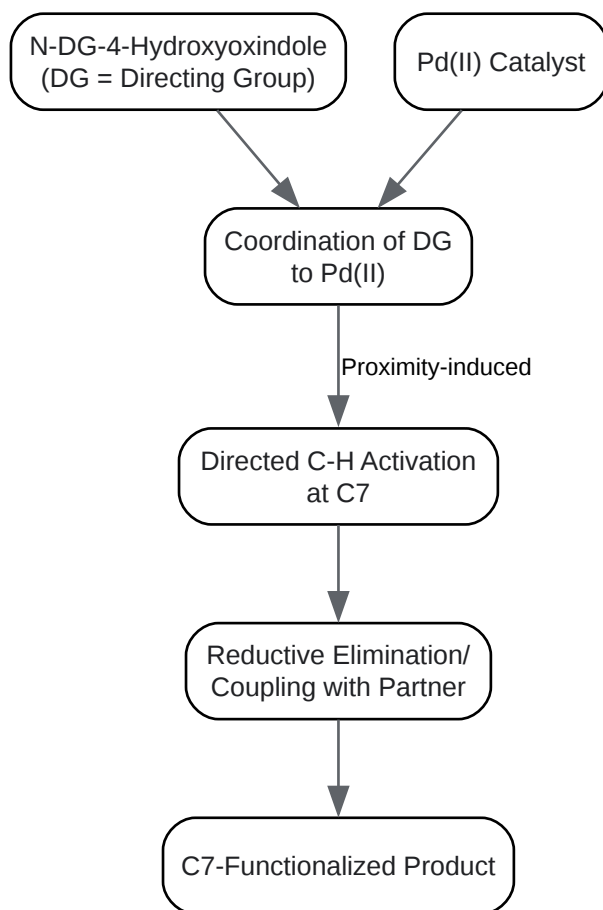 N-DG-4-Hydroxyoxindole
(DG = Directing Group)
Pd(II) Catalyst
Coordination of DG
to Pd(II)
Proximity-induced
Directed C-H Activation
at C7
Reductive Elimination/
Coupling with Partner
C7-Functionalized Product